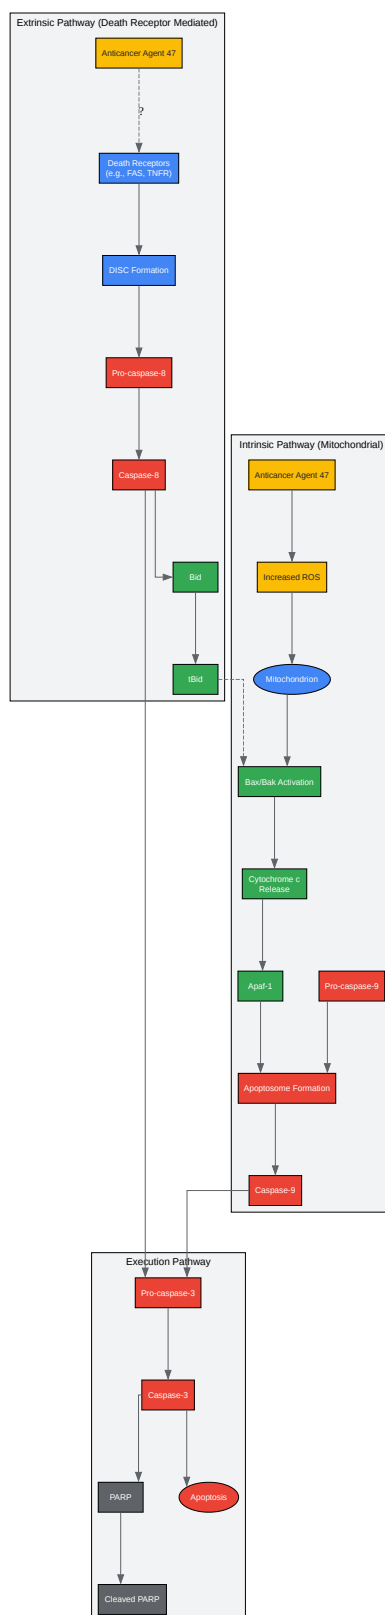 Extrinsic Pathway (Death Receptor Mediated)
Anticancer Agent 47
?
Death Receptors
(e.g., FAS, TNFR)
DISC Formation
Pro-caspase-8
Caspase-8
Bid
tBid
Intrinsic Pathway (Mitochondrial)
Anticancer Agent 47
Increased ROS
Mitochondrion
Bax/Bak Activation
Cytochrome c
Release
Apaf-1
Pro-caspase-9
Apoptosome Formation
Caspase-9
Execution Pathway
Pro-caspase-3
Caspase-3
PARP
Apoptosis
Cleaved PARP